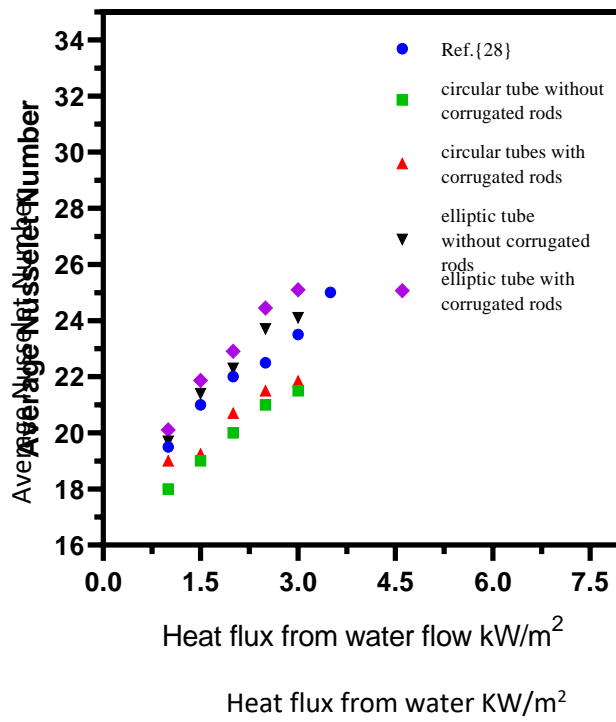 Average Nusselet Number
Average Nusselet Number
34
32
30
28
26
24
22
20
18
16
0.0 1.5 3.0 4.5 6.0 7.5
Ref.{28}
circular tube without
corrugated rods
circular tubes with
corrugated rods
elliptic tube
without corrugated
rods
elliptic tube with
corrugated rods
Heat flux from water flow kW/m²
Heat flux from water KW/m²